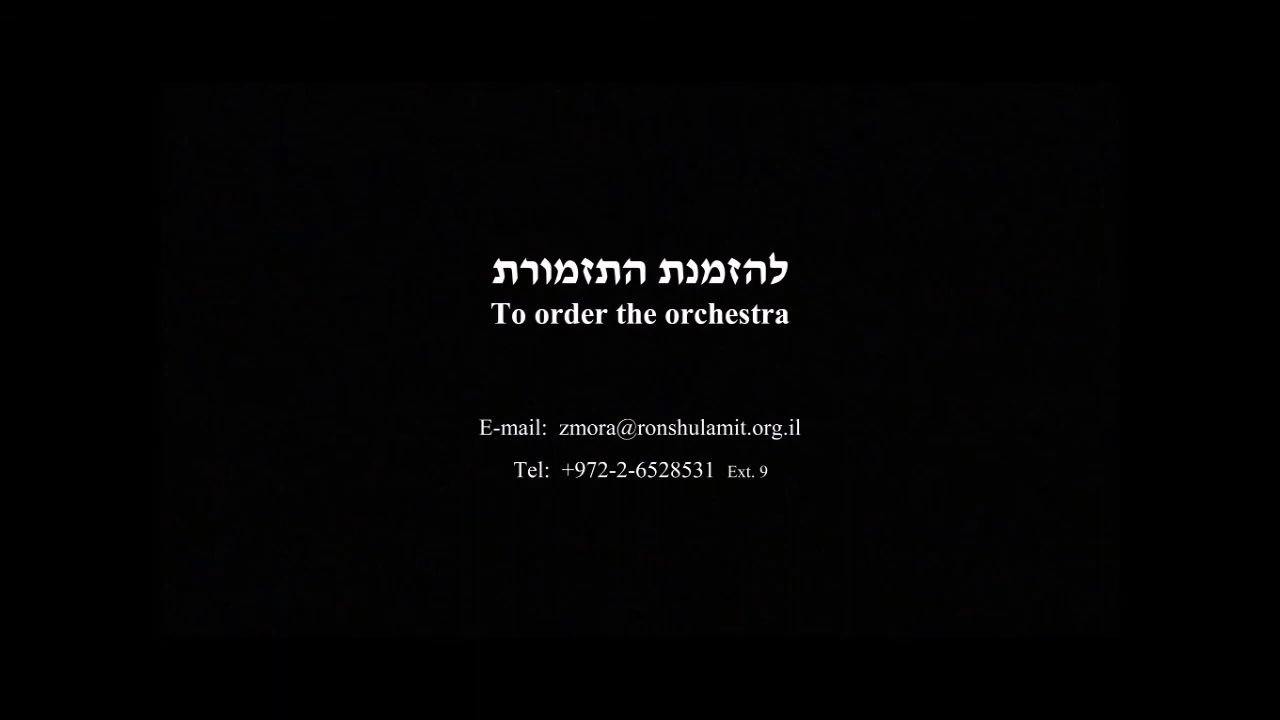 להזמנת התזמורת
To order the orchestra
E-mail: zmora@ronshulamit.org.il
Tel: +972-2-6528531 Ext. 9